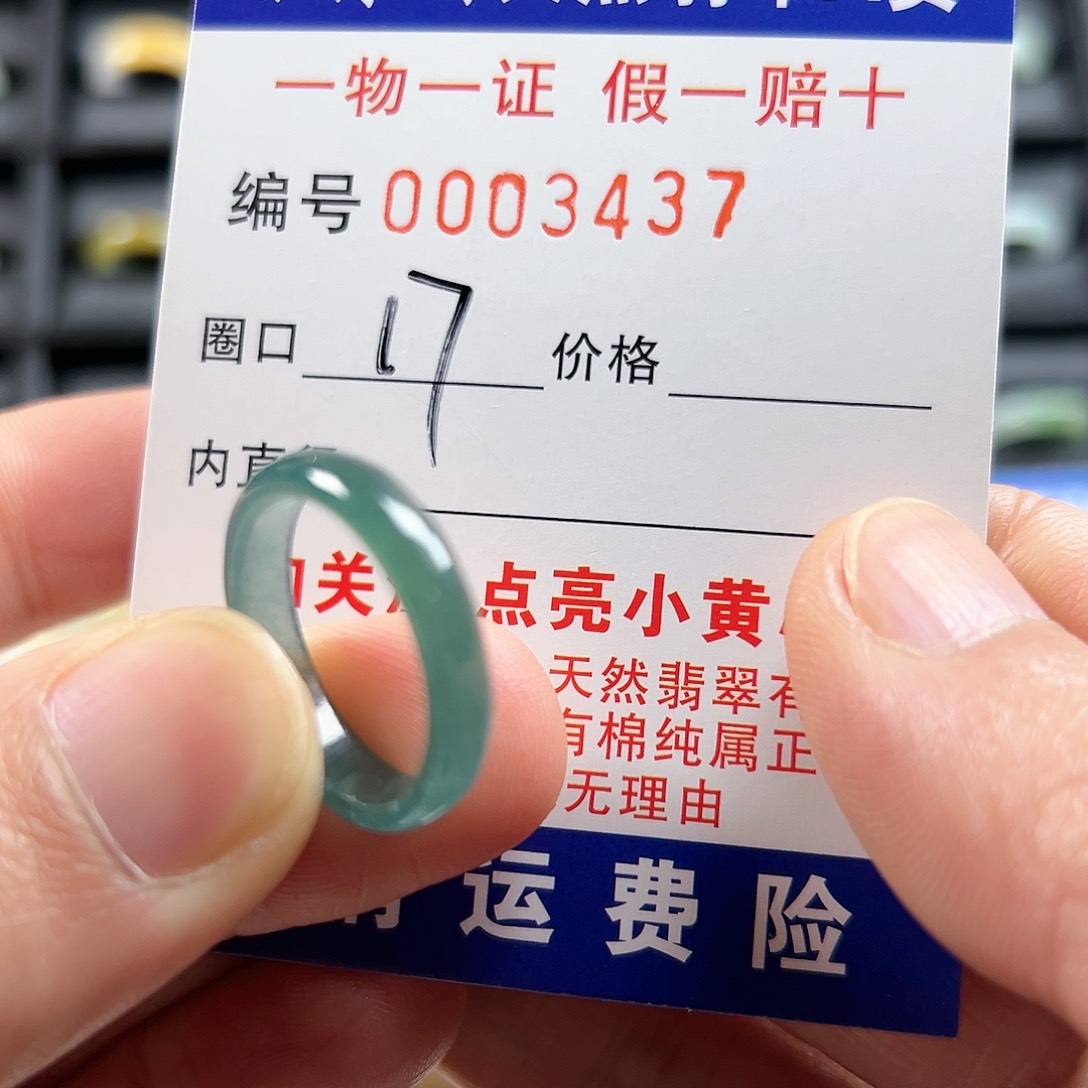 一物一证 假一赔十
编号 0003437
圈口 17 价格
内直
关 点亮小黄
天然翡翠有
有棉纯属正
无理由
运费险